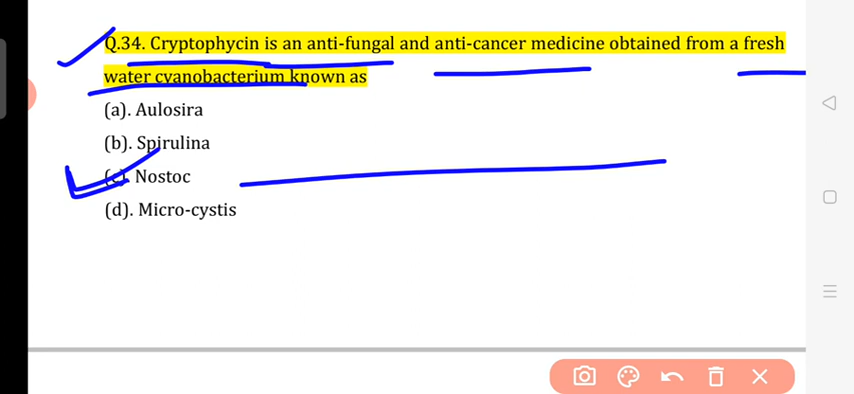 Q.34. Cryptophycin is an anti-fungal and anti-cancer medicine obtained from a fresh
water cyanobacterium known as
(a). Aulosira
(b). Spirulina
(c). Nostoc
(d). Micro-cystis